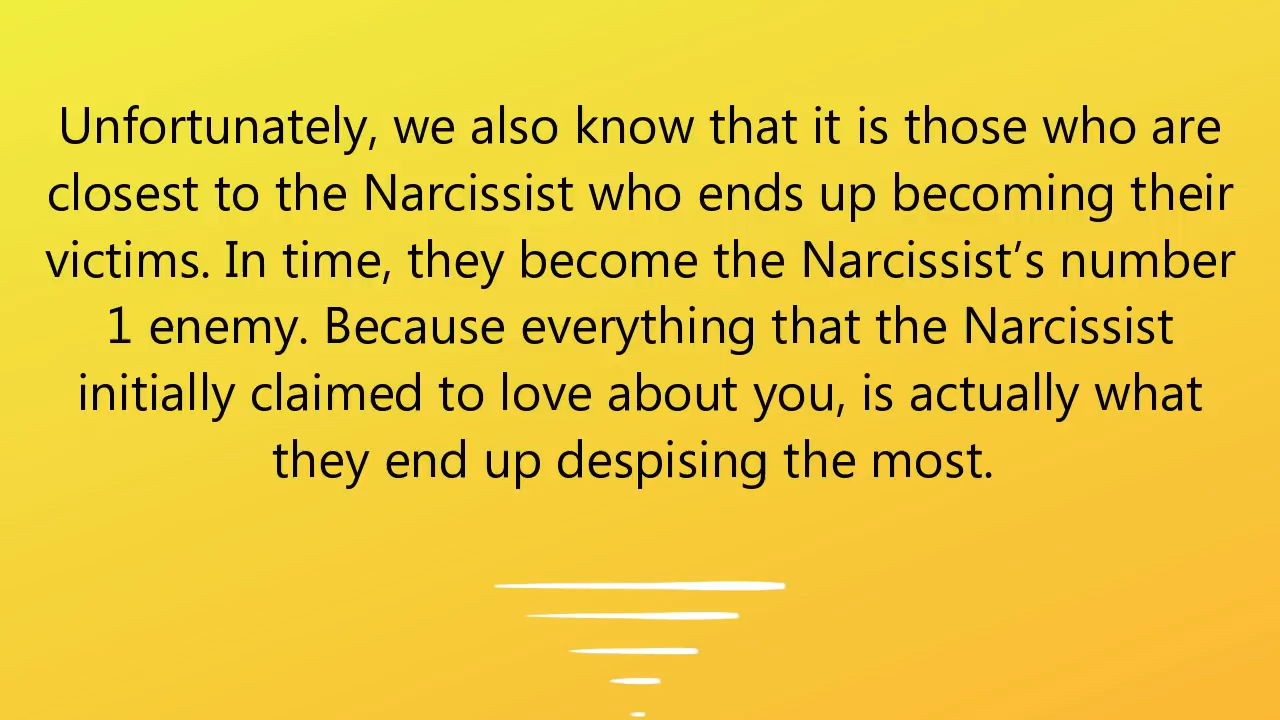 Unfortunately, we also know that it is those who are
closest to the Narcissist who ends up becoming their
victims. In time, they become the Narcissist’s number
1 enemy. Because everything that the Narcissist
initially claimed to love about you, is actually what
they end up despising the most.